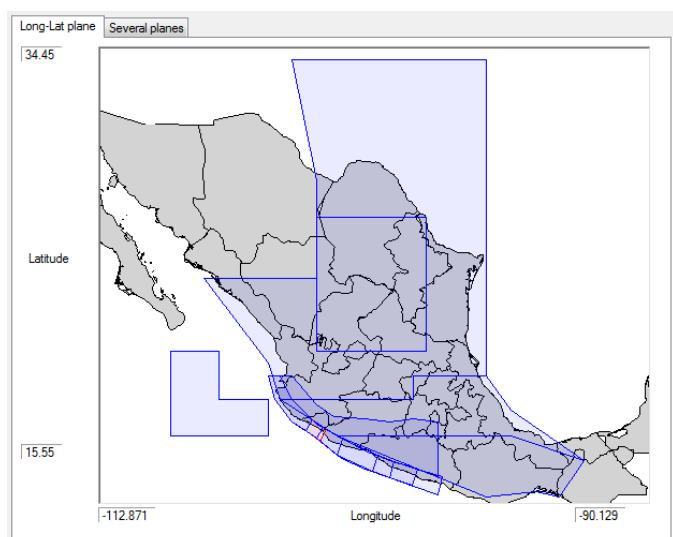 Long-Lat plane
Several planes
34.45
Latitude
15.55
-112.871
Longitude
-90.129